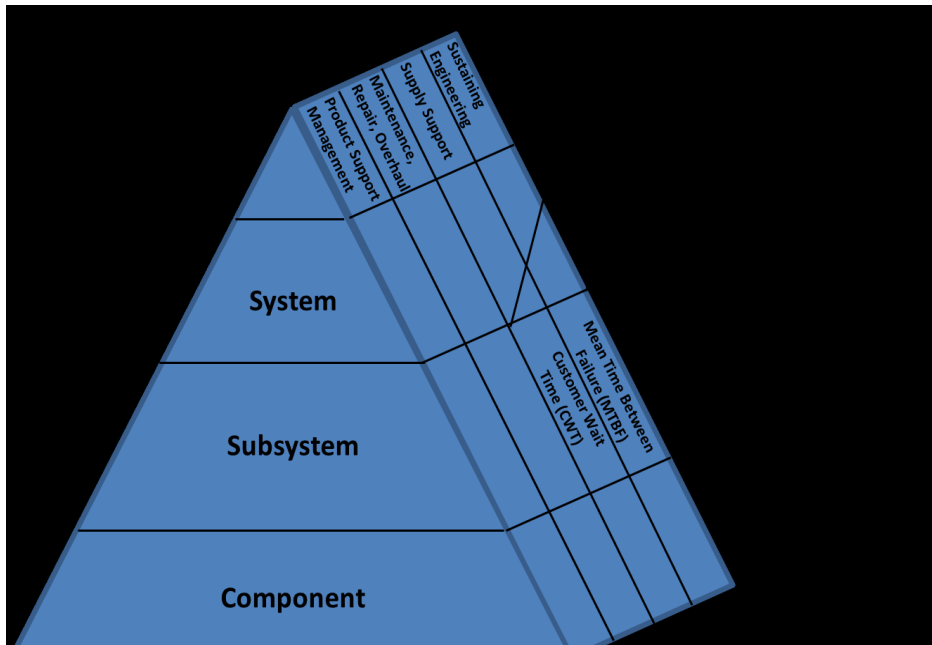 Sustaining
Engineering
Supply Support
Maintenance,
Repair, Overhaul
Product Support
Management
System
Mean Time Between
Failure (MTBF)
Customer Wait
Time (CWT)
Subsystem
Component